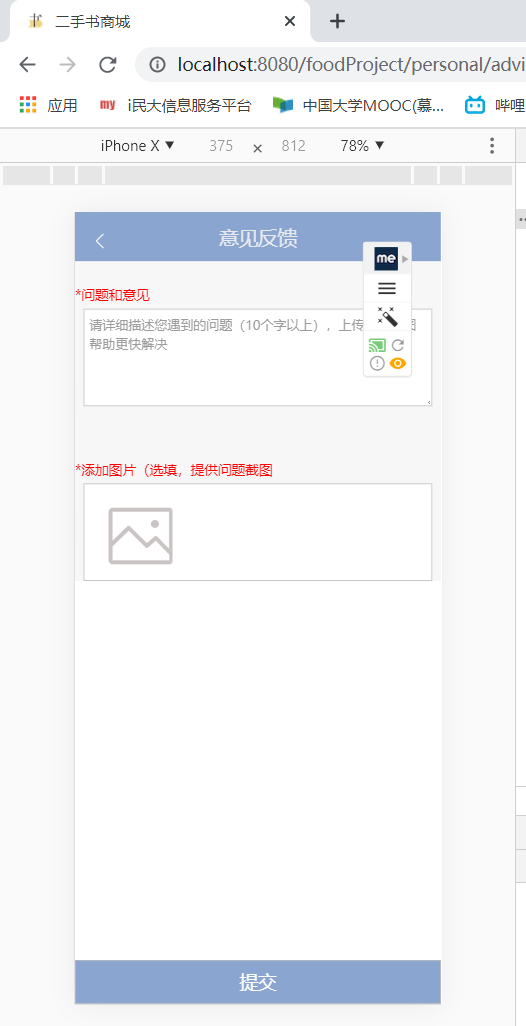 二手书商城
localhost:8080/foodProject/personal/advi
应用
my
i民大信息服务平台
中国大学MOOC(慕...
哔哩
iPhone X ▼
375 × 812
78% ▼
意见反馈
me
*问题和意见
请详细描述您遇到的问题（10个字以上），上传
帮助更快解决
*添加图片（选填，提供问题截图
提交